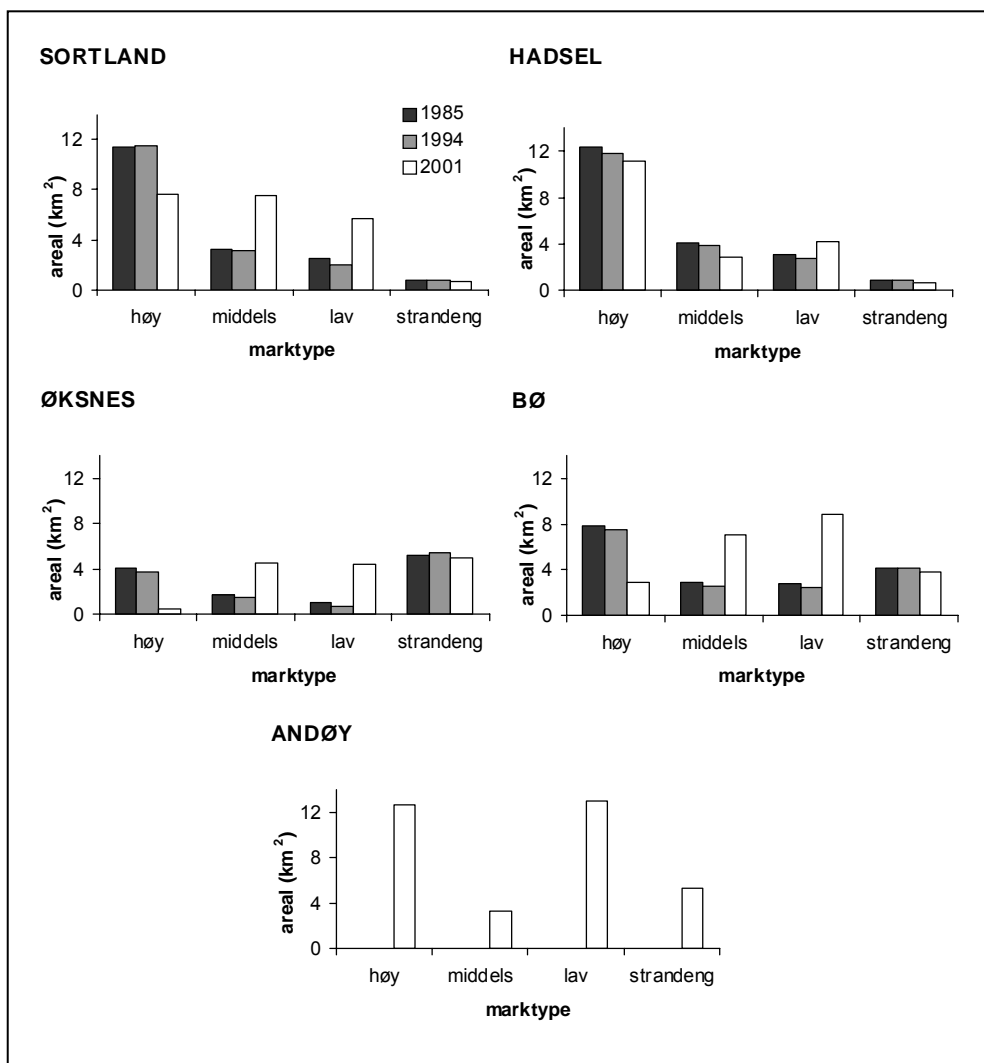 SORTLAND
1985
1994
2001
12
8
4
0
areal (km²)
høy middels lav strandeng
marktype
HADSEL
12
8
4
0
areal (km²)
høy middels lav strandeng
marktype
ØKSNES
12
8
4
0
areal (km²)
høy middels lav strandeng
marktype
BØ
12
8
4
0
areal (km²)
høy middels lav strandeng
marktype
ANDØY
12
8
4
0
areal (km²)
høy middels lav strandeng
marktype